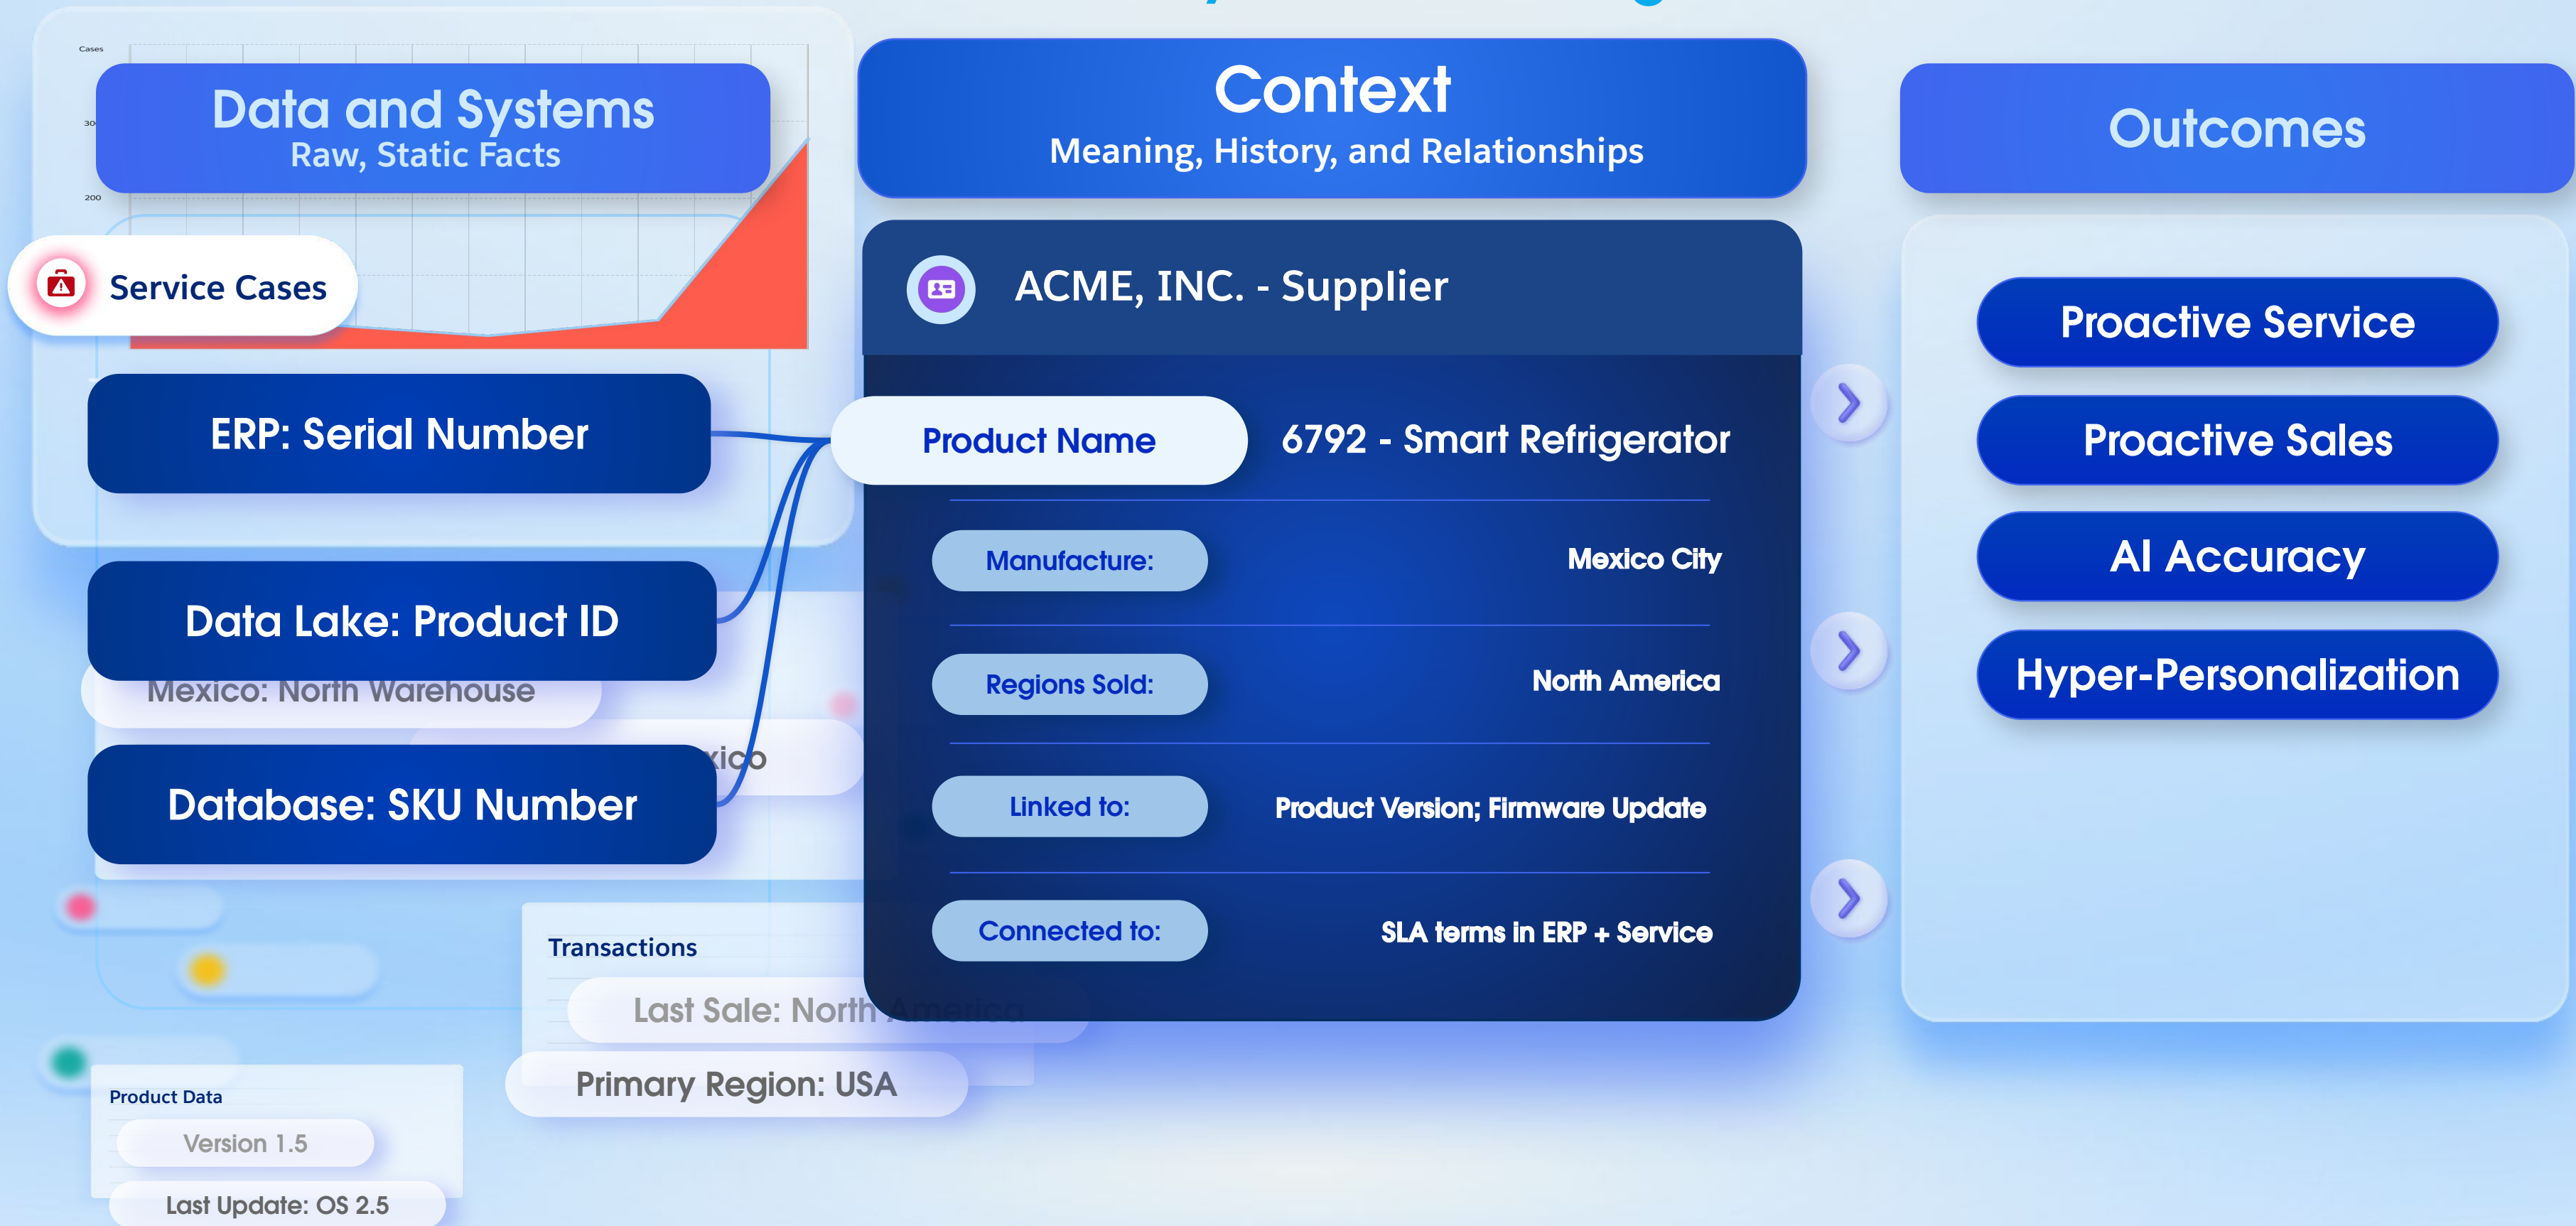 Cases
200
Data and Systems
Raw, Static Facts
Service Cases
ERP: Serial Number
Data Lake: Product ID
Mexico: North Warehouse
Database: SKU Number
Transactions
Last Sale: North America
Primary Region: USA
Product Data
Version 1.5
Last Update: OS 2.5
Context
Meaning, History, and Relationships
ACME, INC. - Supplier
Product Name 6792 - Smart Refrigerator
Manufacture: Mexico City
Regions Sold: North America
Linked to: Product Version; Firmware Update
Connected to: SLA terms in ERP + Service
Outcomes
Proactive Service
Proactive Sales
AI Accuracy
Hyper-Personalization